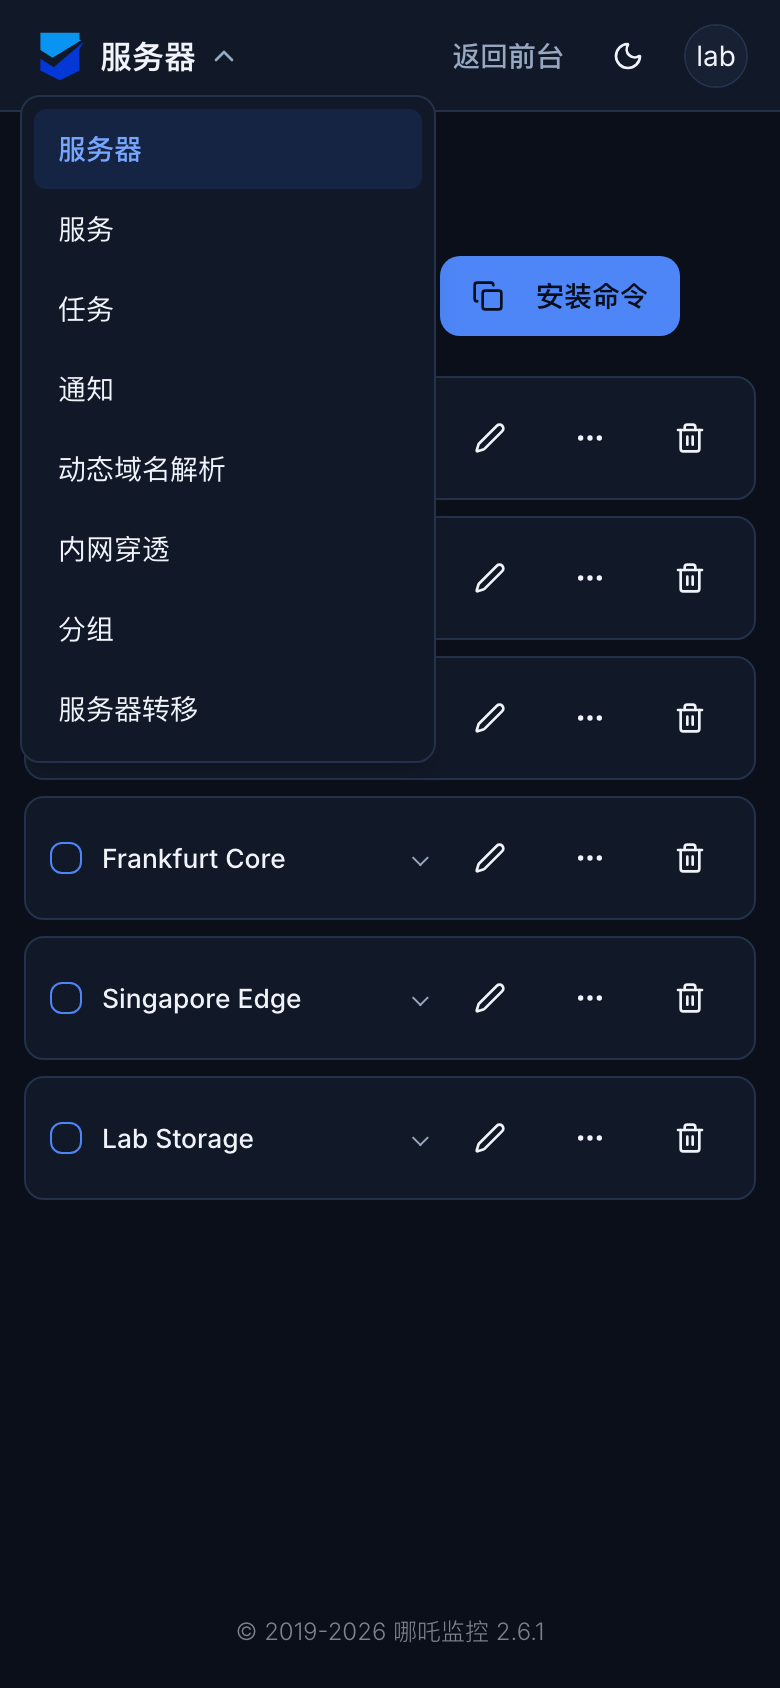 服务器
返回前台
lab
服务器
服务
任务
通知
动态域名解析
内网穿透
分组
服务器转移
安装命令
Frankfurt Core
Singapore Edge
Lab Storage
© 2019-2026 哪吒监控 2.6.1